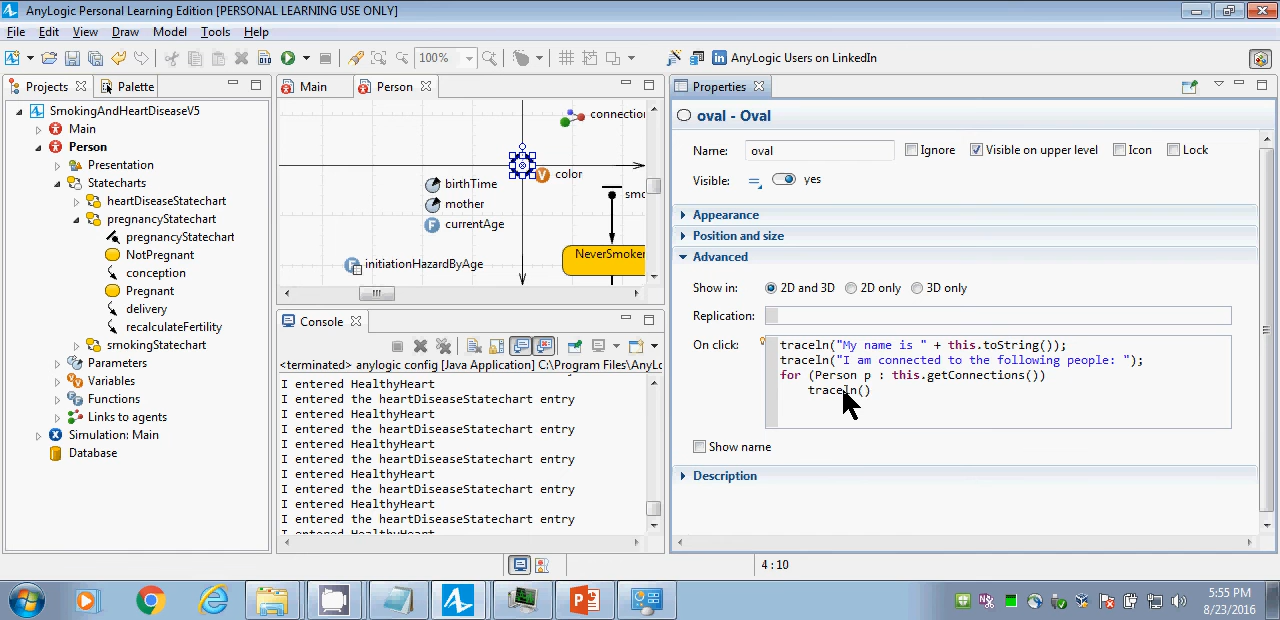 AnyLogic Personal Learning Edition [PERSONAL LEARNING USE ONLY]
File Edit View Draw Model Tools Help
100% AnyLogic Users on LinkedIn
Projects Palette
SmokingAndHeartDiseaseV5
Main
Person
Presentation
Statecharts
heartDiseaseStatechart
pregnancyStatechart
pregnancyStatechart
NotPregnant
conception
Pregnant
delivery
recalculateFertility
smokingStatechart
Parameters
Variables
Functions
Links to agents
Simulation: Main
Database
Main Person
connection
color
birthTime
mother
currentAge
smo
NeverSmoker
initiationHazardByAge
Console
<terminated> anylogic config [Java Application] C:\Program Files\AnyLo
I entered HealthyHeart
I entered the heartDiseaseStatechart entry
I entered HealthyHeart
I entered the heartDiseaseStatechart entry
I entered HealthyHeart
I entered the heartDiseaseStatechart entry
I entered HealthyHeart
I entered the heartDiseaseStatechart entry
I entered HealthyHeart
I entered the heartDiseaseStatechart entry
I entered HealthyHeart
Properties
oval - Oval
Name: oval Ignore Visible on upper level Icon Lock
Visible: yes
Appearance
Position and size
Advanced
Show in: 2D and 3D 2D only 3D only
Replication:
On click:
traceln("My name is " + this.toString());
traceln("I am connected to the following people: ");
for (Person p : this.getConnections())
traceln()
Show name
Description
4 : 10
5:55 PM
8/23/2016